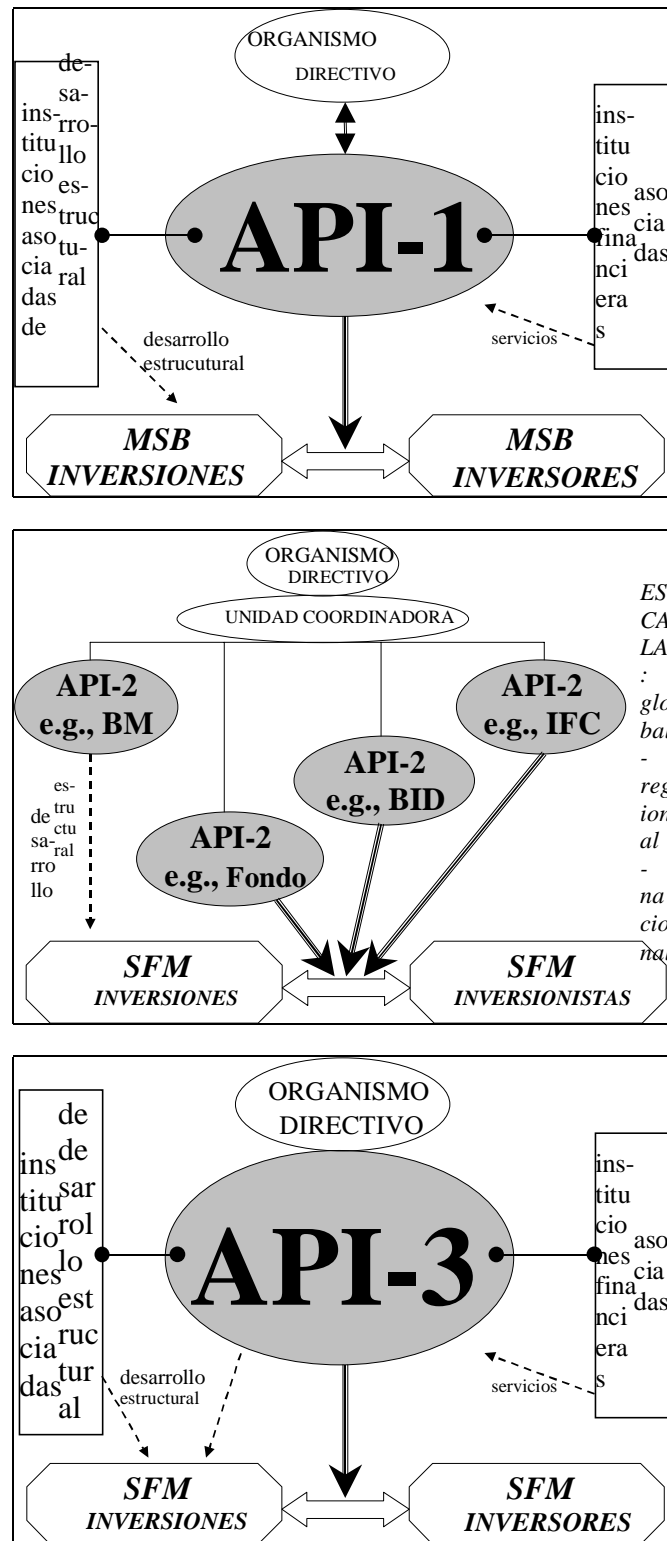 ORGANISMO
DIRECTIVO
ins-
titu
cio
nes
aso
cia
das
de
de-
sa-
rro-
llo
es-
truc
tu-
ral
API-1
ins-
titu
cio
nes
fina
nci
era
s
aso
cia
das
desarrollo
estrucutural
servicios
MSB
INVERSIONES
MSB
INVERSORES
ORGANISMO
DIRECTIVO
UNIDAD COORDINADORA
API-2
e.g., BM
API-2
e.g., IFC
API-2
e.g., BID
API-2
e.g., Fondo
de
sa-
rro
llo
es-
tru
ctu
ral
ES
CA
LA
:
glo
bal
-
reg
ion
al
-
na
cio
nal
SFM
INVERSIONES
SFM
INVERSIONISTAS
ORGANISMO
DIRECTIVO
ins
titu
cio
nes
aso
cia
das
de
de
sar
rol
lo
est
ruc
tur
al
API-3
ins-
titu
cio
nes
fina
nci
era
s
aso
cia
das
desarrollo
estructural
servicios
SFM
INVERSIONES
SFM
INVERSORES